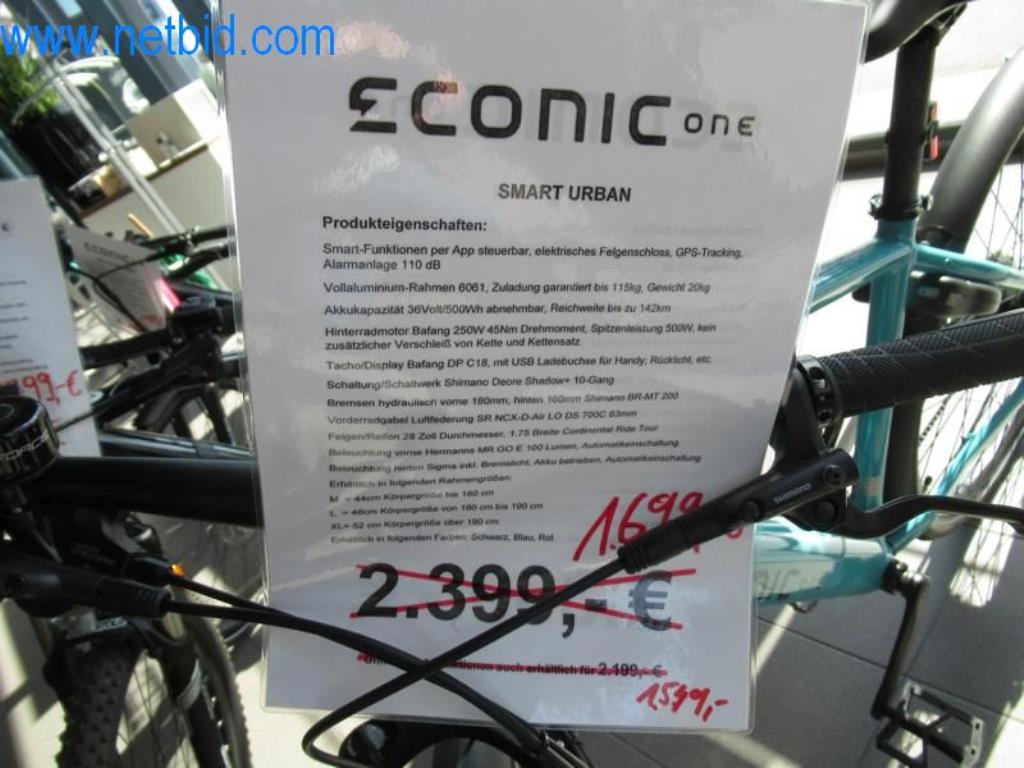 www.netbid.com
ECONIC one
SMART URBAN
Produkteigenschaften:
Smart-Funktionen per App steuerbar, elektrisches Felgenschloss, GPS-Tracking,
Alarmanlage 110 dB
Vollaluminium-Rahmen 6061, Zuladung garantiert bis 115kg, Gewicht 20kg
Akkukapazität 36Volt/500Wh abnehmbar, Reichweite bis zu 142km
Hinterradmotor Bafang 250W 45Nm Drehmoment, Spitzenleistung 500W, kein
zusätzlicher Verschleiß von Kette und Kettensatz
Tacho/Display Bafang DP C18, mit USB Ladebuchse für Handy; Rücklicht, etc.
Schaltung/Schaltwerk Shimano Deore Shadow+ 10-Gang
Bremsen hydraulisch vorne 180mm, hinten 160mm Shimano BR-MT 200
Vorderradgabel Luftfederung SR NCX-D-Air LO DS 700C 63mm
Felgen/Reifen 28 Zoll Durchmesser, 1.75 Breite Continental Ride Tour
Beleuchtung vorne Hermanns MR GO E 100 Lumen, Automatikeinschaltung
Beleuchtung hinten Sigma inkl. Bremslicht, Akku betrieben, Automatikeinschaltung
Erhältlich in folgenden Rahmengrößen:
M = 44cm Körpergröße bis 180 cm
L = 48cm Körpergröße von 180 cm bis 190 cm
XL= 52 cm Körpergröße über 190 cm
Erhältlich in folgenden Farben: Schwarz, Blau, Rot
1.699,- €
2.399,- €
auch erhältlich für 2.199,- €
1.549,-
SHIMANO
ECONIC
99,-€